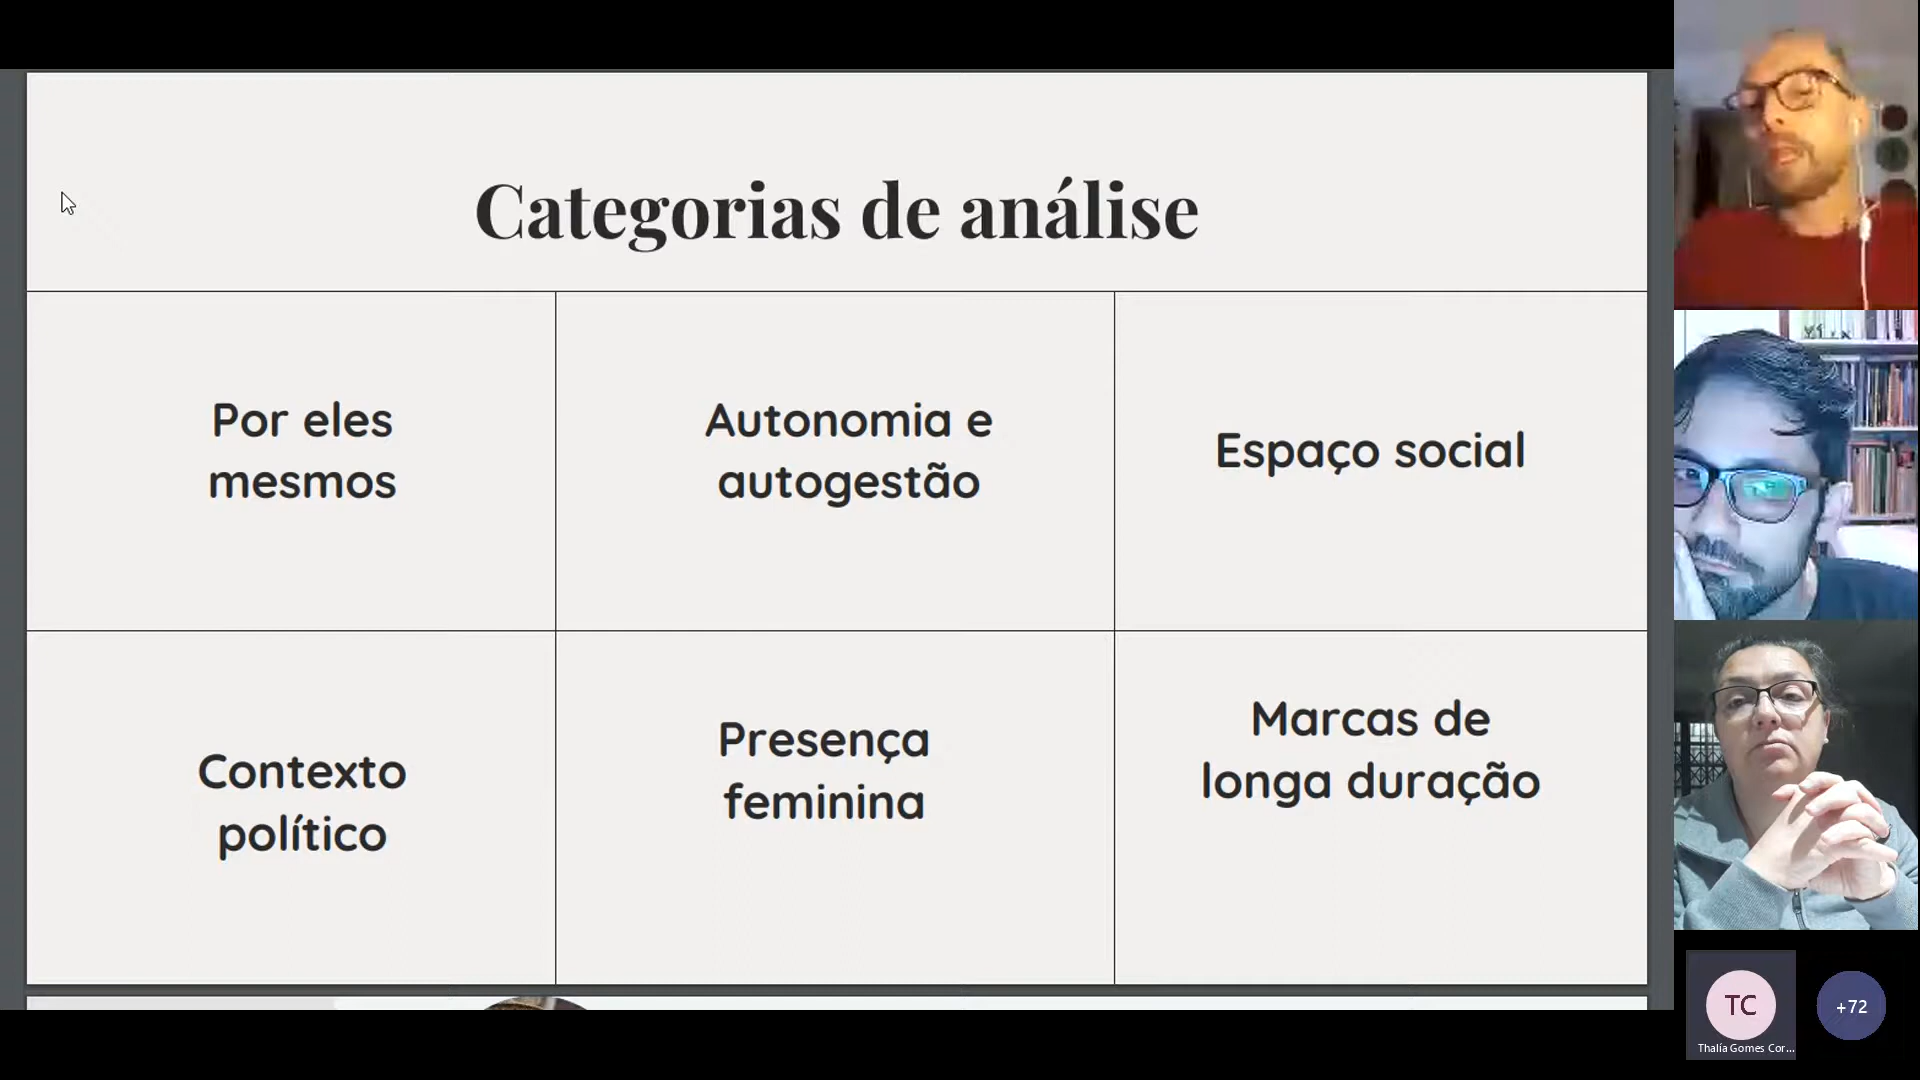 Categorias de análise
Por eles
mesmos
Autonomia e
autogestão
Espaço social
Contexto
político
Presença
feminina
Marcas de
longa duração
TC
Thalía Gomes Cor...
+72